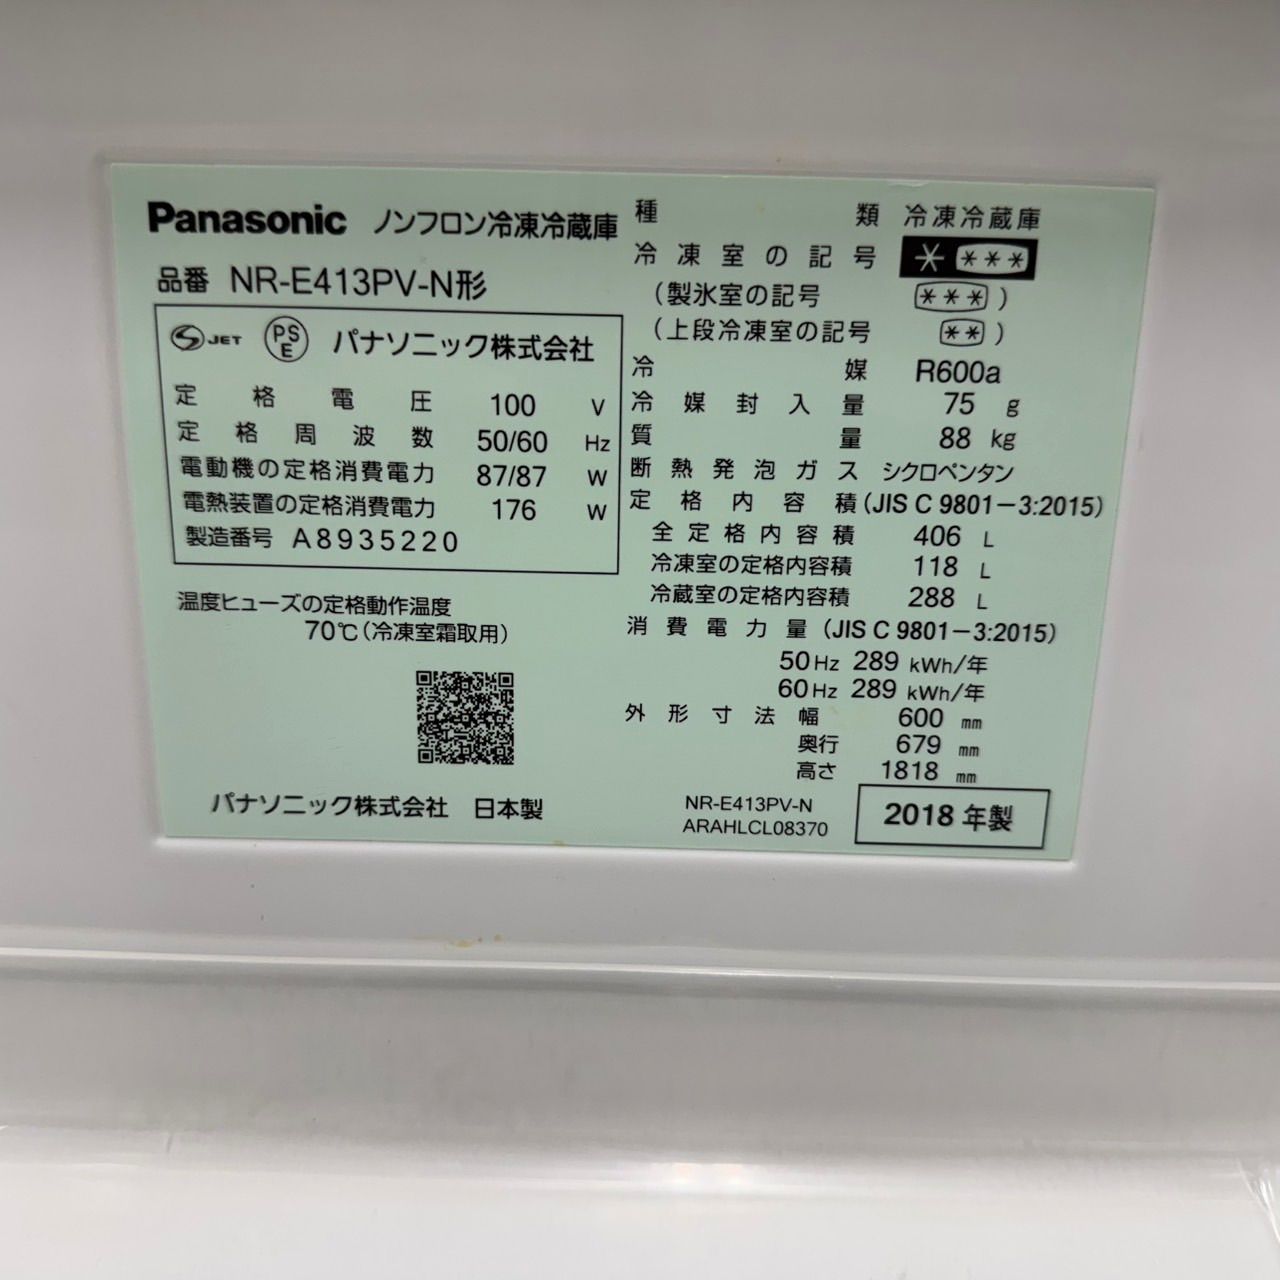 Panasonic ノンフロン冷凍冷蔵庫
品番 NR-E413PV-N形
S JET PS E パナソニック株式会社
定格電圧 100 V
定格周波数 50/60 Hz
電動機の定格消費電力 87/87 W
電熱装置の定格消費電力 176 W
製造番号 A8935220
温度ヒューズの定格動作温度
70℃(冷凍室霜取用)
パナソニック株式会社 日本製
種類 冷凍冷蔵庫
冷凍室の記号 * ***
(製氷室の記号 ***)
(上段冷凍室の記号 **)
冷媒 R600a
冷媒封入量 75 g
質量 88 kg
断熱発泡ガス シクロペンタン
定格内容積(JIS C 9801-3:2015)
全定格内容積 406 L
冷凍室の定格内容積 118 L
冷蔵室の定格内容積 288 L
消費電力量(JIS C 9801-3:2015)
50Hz 289 kWh/年
60Hz 289 kWh/年
外形寸法幅 600 mm
奥行 679 mm
高さ 1818 mm
NR-E413PV-N
ARAHLCL08370
2018年製